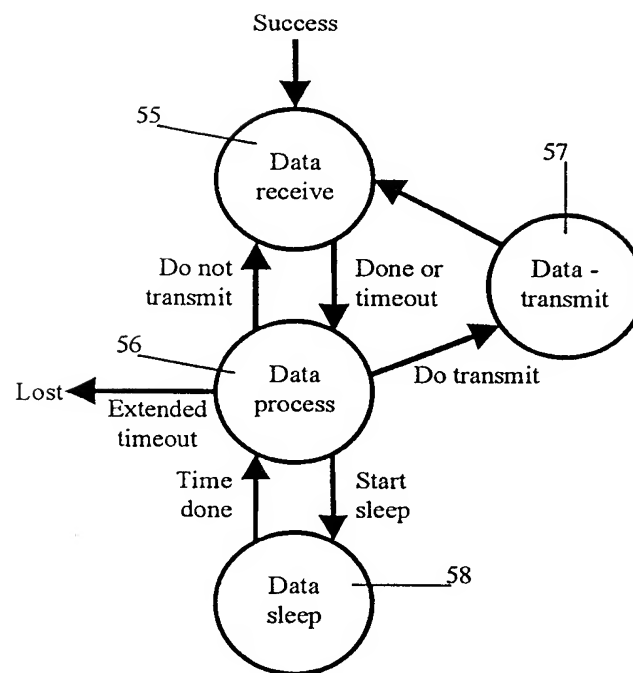 Success
55
Data
receive
57
Data -
transmit
Do not
transmit
Done or
timeout
56
Data
process
Do transmit
Lost
Extended
timeout
Time
done
Start
sleep
Data
sleep
58